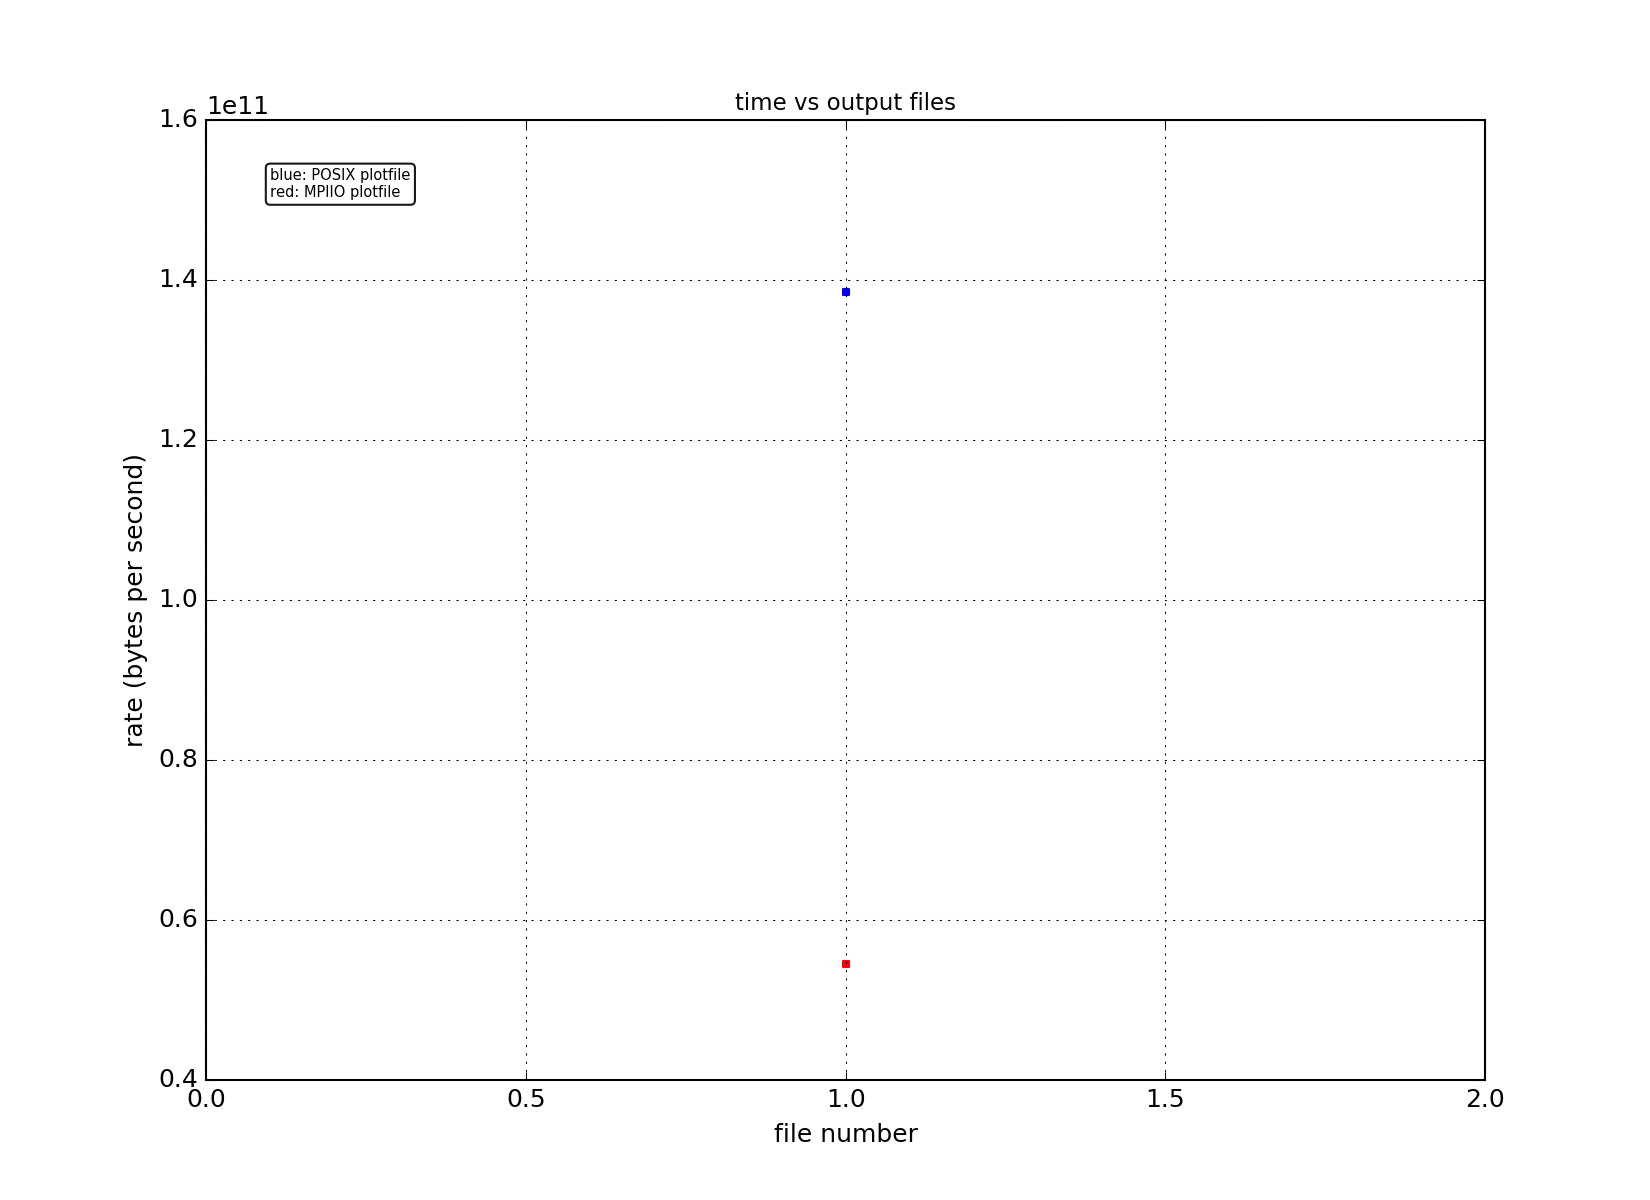 time vs output files
1e11
blue: POSIX plotfile
red: MPIIO plotfile
1.6
1.4
1.2
1.0
0.8
0.6
0.4
rate (bytes per second)
0.0 0.5 1.0 1.5 2.0
file number